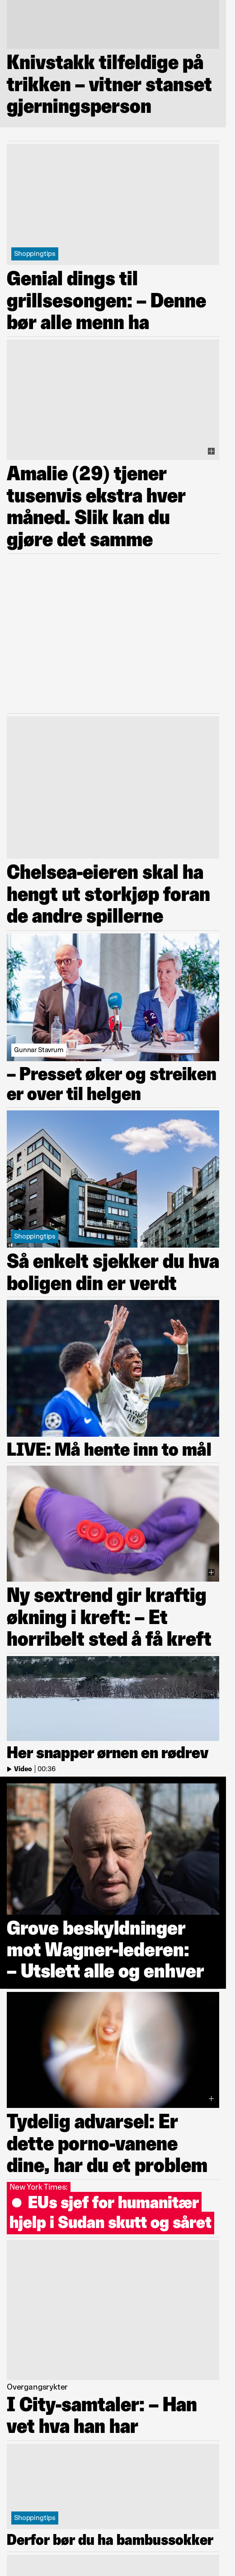 Knivstakk tilfeldige på
trikken – vitner stanset
gjerningsperson
Shoppingtips
Genial dings til
grillsesongen: – Denne
bør alle menn ha
Amalie (29) tjener
tusenvis ekstra hver
måned. Slik kan du
gjøre det samme
Chelsea-eieren skal ha
hengt ut storkjøp foran
de andre spillerne
Gunnar Stavrum
– Presset øker og streiken
er over til helgen
Shoppingtips
Så enkelt sjekker du hva
boligen din er verdt
LIVE: Må hente inn to mål
Ny sextrend gir kraftig
økning i kreft: – Et
horribelt sted å få kreft
Her snapper ørnen en rødrev
Video | 00:36
Grove beskyldninger
mot Wagner-lederen:
– Utslett alle og enhver
Tydelig advarsel: Er
dette porno-vanene
dine, har du et problem
New York Times:
EUs sjef for humanitær
hjelp i Sudan skutt og såret
Overgangsrykter
I City-samtaler: – Han
vet hva han har
Shoppingtips
Derfor bør du ha bambussokker